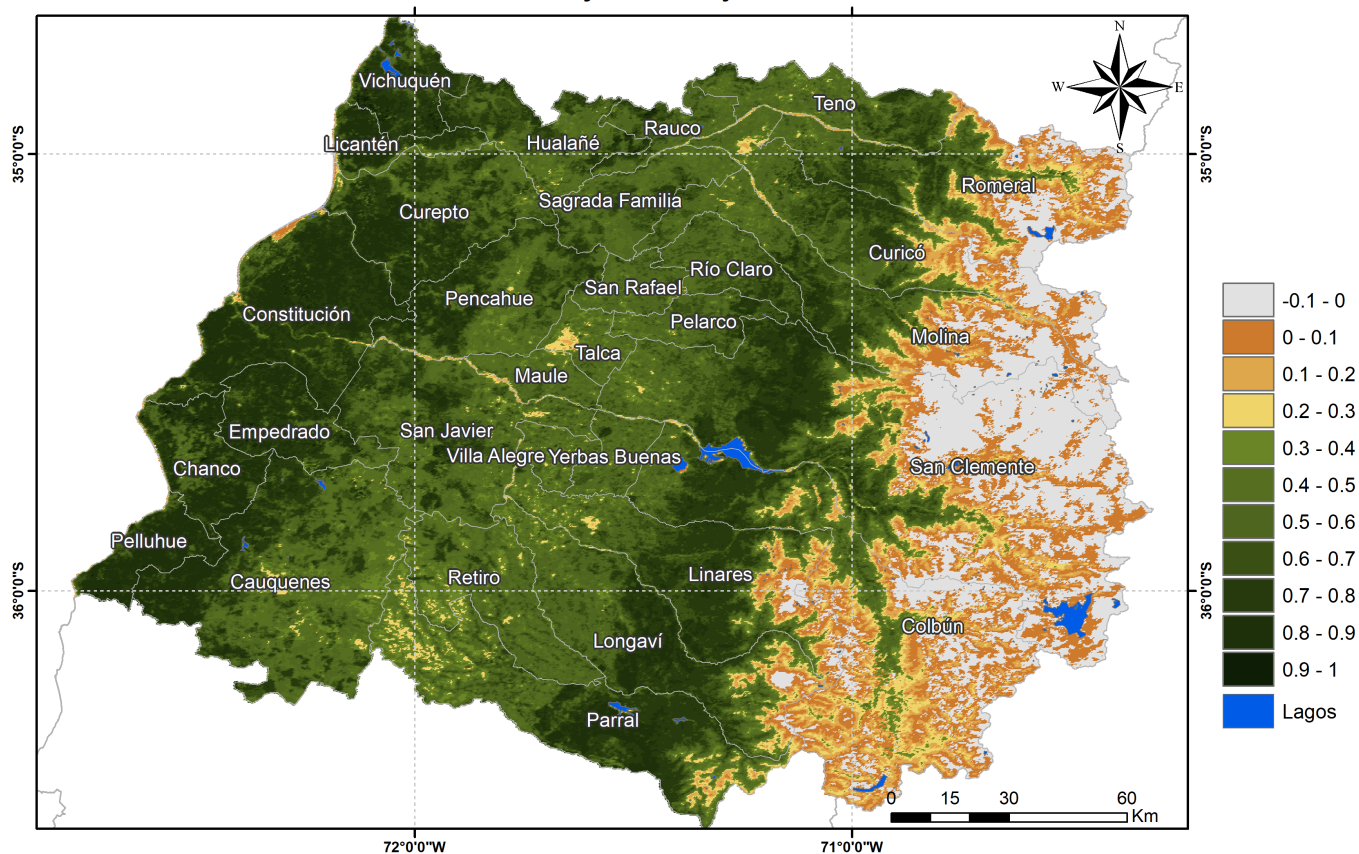 N
W E
S
Vichuquén
Teno
Rauco
Licantén
Hualañé
Romeral
Sagrada Familia
Curepto
Curicó
Río Claro
San Rafael
Pencahue
Constitución
Pelarco
Molina
Talca
Maule
Empedrado
San Javier
Villa Alegre
Yerbas Buenas
Chanco
San Clemente
Pelluhue
Cauquenes
Retiro
Linares
Colbún
Longaví
Parral
35°0'0"S
35°0'0"S
36°0'0"S
36°0'0"S
72°0'0"W
71°0'0"W
0 15 30 60
Km
-0.1 - 0
0 - 0.1
0.1 - 0.2
0.2 - 0.3
0.3 - 0.4
0.4 - 0.5
0.5 - 0.6
0.6 - 0.7
0.7 - 0.8
0.8 - 0.9
0.9 - 1
Lagos